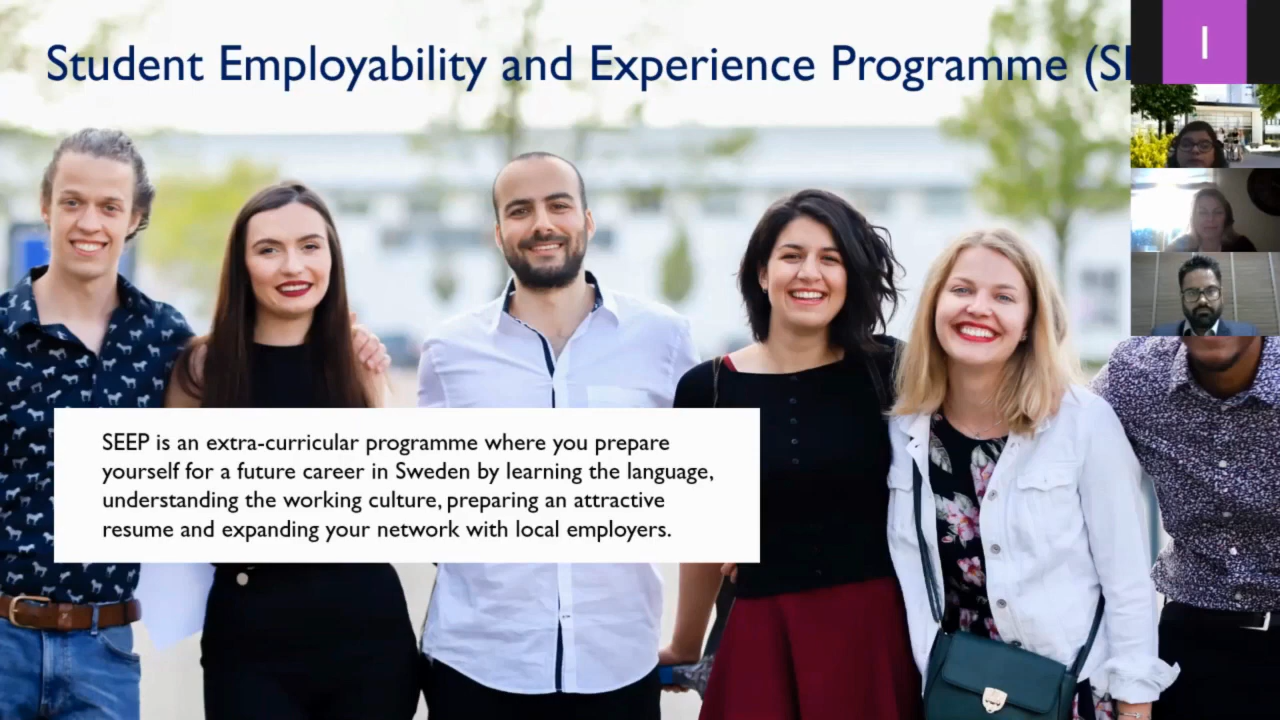 Student Employability and Experience Programme (S
I
SEEP is an extra-curricular programme where you prepare
yourself for a future career in Sweden by learning the language,
understanding the working culture, preparing an attractive
resume and expanding your network with local employers.